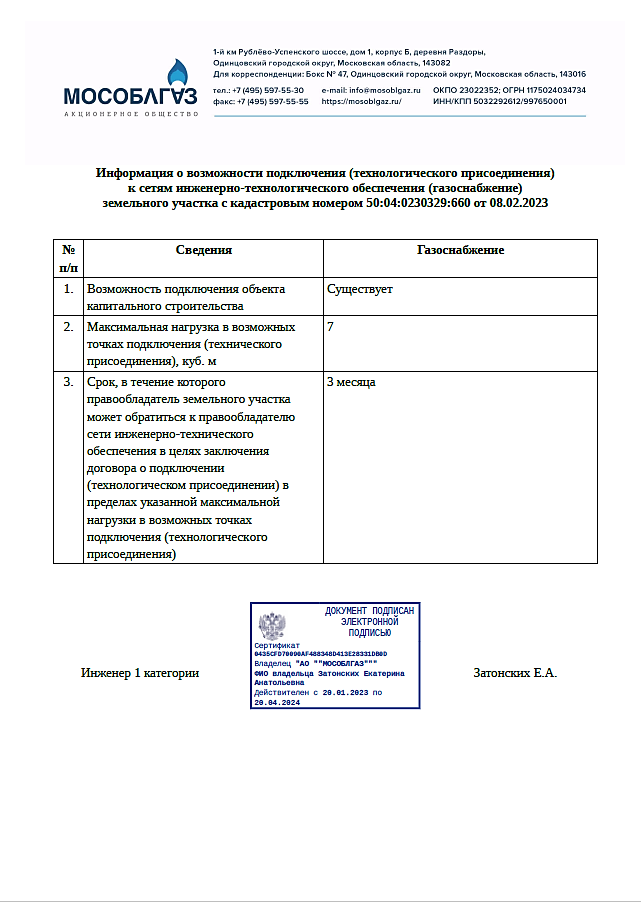 МОСОБЛГАЗ
АКЦИОНЕРНОЕ ОБЩЕСТВО
1-й км Рублёво-Успенского шоссе, дом 1, корпус Б, деревня Раздоры,
Одинцовский городской округ, Московская область, 143082
Для корреспонденции: Бокс № 47, Одинцовский городской округ, Московская область, 143016
тел.: +7 (495) 597-55-30 e-mail: info@mosoblgaz.ru ОКПО 23022352; ОГРН 1175024034734
факс: +7 (495) 597-55-55 https://mosoblgaz.ru/ ИНН/КПП 5032292612/997650001
Информация о возможности подключения (технологического присоединения)
к сетям инженерно-технологического обеспечения (газоснабжение)
земельного участка с кадастровым номером 50:04:0230329:660 от 08.02.2023
№ п/п Сведения Газоснабжение
1. Возможность подключения объекта Существует
капитального строительства
2. Максимальная нагрузка в возможных 7
точках подключения (технического
присоединения), куб. м
3. Срок, в течение которого 3 месяца
правообладатель земельного участка
может обратиться к правообладателю
сети инженерно-технического
обеспечения в целях заключения
договора о подключении
(технологическом присоединении) в
пределах указанной максимальной
нагрузки в возможных точках
подключения (технологического
присоединения)
ДОКУМЕНТ ПОДПИСАН
ЭЛЕКТРОННОЙ
ПОДПИСЬЮ
Сертификат
Владелец "АО ""МОСОБЛГАЗ"""
ФИО владельца Затонских Екатерина
Анатольевна
Действителен с 20.01.2023 по
20.04.2024
Инженер 1 категории Затонских Е.А.